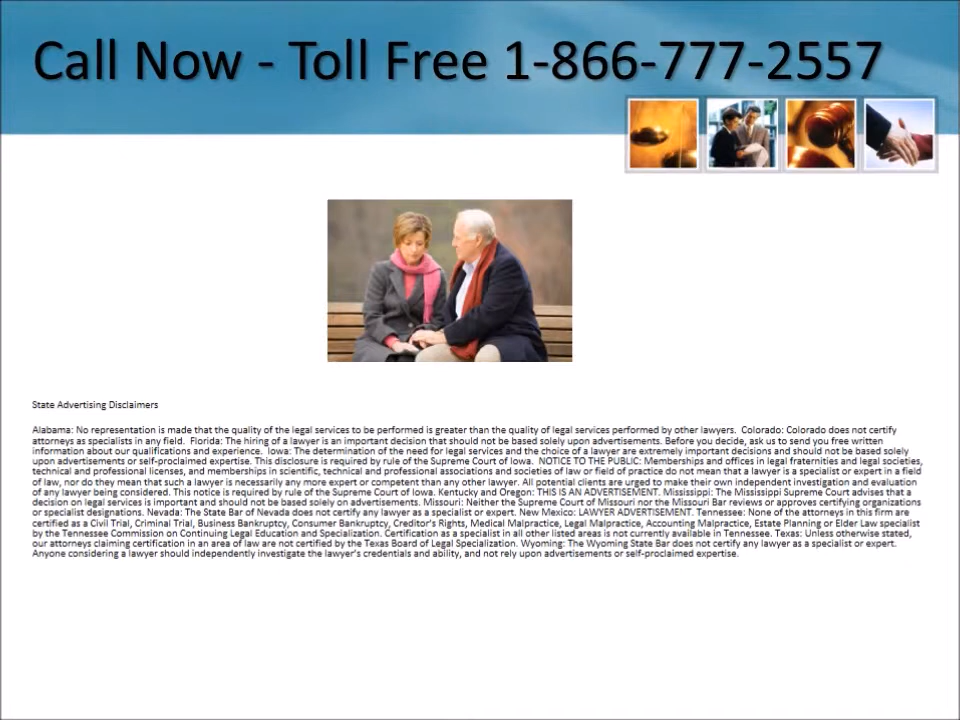 Call Now - Toll Free 1-866-777-2557
State Advertising Disclaimers
Alabama: No representation is made that the quality of the legal services to be performed is greater than the quality of legal services performed by other lawyers.  Colorado: Colorado does not certify
attorneys as specialists in any field.  Florida: The hiring of a lawyer is an important decision that should not be based solely upon advertisements. Before you decide, ask us to send you free written
information about our qualifications and experience.  Iowa: The determination of the need for legal services and the choice of a lawyer are extremely important decisions and should not be based solely
upon advertisements or self-proclaimed expertise. This disclosure is required by rule of the Supreme Court of Iowa.  NOTICE TO THE PUBLIC: Memberships and offices in legal fraternities and legal societies,
technical and professional licenses, and memberships in scientific, technical and professional associations and societies of law or field of practice do not mean that a lawyer is a specialist or expert in a field
of law, nor do they mean that such a lawyer is necessarily any more expert or competent than any other lawyer. All potential clients are urged to make their own independent investigation and evaluation
of any lawyer being considered. This notice is required by rule of the Supreme Court of Iowa. Kentucky and Oregon: THIS IS AN ADVERTISEMENT. Mississippi: The Mississippi Supreme Court advises that a
decision on legal services is important and should not be based solely on advertisements. Missouri: Neither the Supreme Court of Missouri nor the Missouri Bar reviews or approves certifying organizations
or specialist designations. Nevada: The State Bar of Nevada does not certify any lawyer as a specialist or expert. New Mexico: LAWYER ADVERTISEMENT. Tennessee: None of the attorneys in this firm are
certified as a Civil Trial, Criminal Trial, Business Bankruptcy, Consumer Bankruptcy, Creditor's Rights, Medical Malpractice, Legal Malpractice, Accounting Malpractice, Estate Planning or Elder Law specialist
by the Tennessee Commission on Continuing Legal Education and Specialization. Certification as a specialist in all other listed areas is not currently available in Tennessee. Texas: Unless otherwise stated,
our attorneys claiming certification in an area of law are not certified by the Texas Board of Legal Specialization. Wyoming: The Wyoming State Bar does not certify any lawyer as a specialist or expert.
Anyone considering a lawyer should independently investigate the lawyer's credentials and ability, and not rely upon advertisements or self-proclaimed expertise.